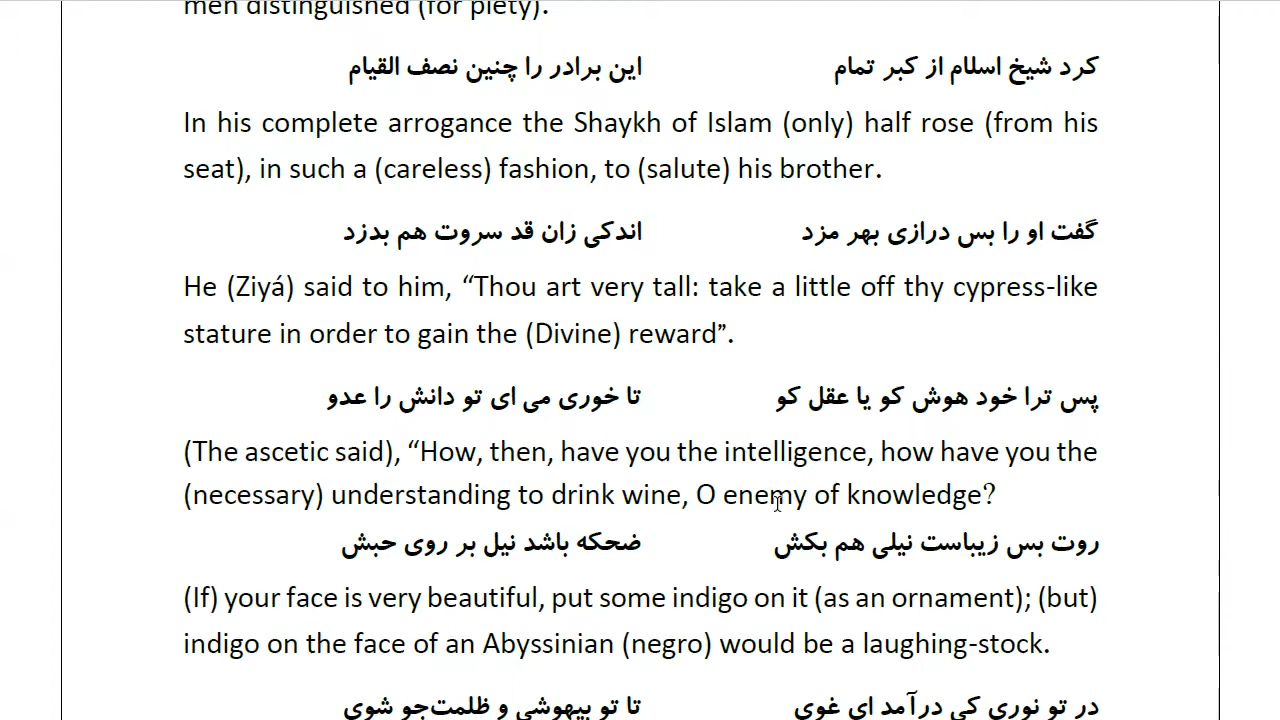 men distinguished (for piety).
کرد شیخ اسلام از کبر تمام این برادر را چنین نصف القیام
In his complete arrogance the Shaykh of Islam (only) half rose (from his
seat), in such a (careless) fashion, to (salute) his brother.
گفت او را بس درازی بهر مزد اندکی زان قد سروت هم بدزد
He (Ziyá) said to him, “Thou art very tall: take a little off thy cypress-like
stature in order to gain the (Divine) reward”.
پس ترا خود هوش کو یا عقل کو تا خوری می ای تو دانش را عدو
(The ascetic said), “How, then, have you the intelligence, how have you the
(necessary) understanding to drink wine, O enemy of knowledge?
روت بس زیباست نیلی هم بکش ضحکه باشد نیل بر روی حبش
(If) your face is very beautiful, put some indigo on it (as an ornament); (but)
indigo on the face of an Abyssinian (negro) would be a laughing-stock.
در تو نوری کی درآمد ای غوی تا تو بیهوشی و ظلمت‌جو شوی